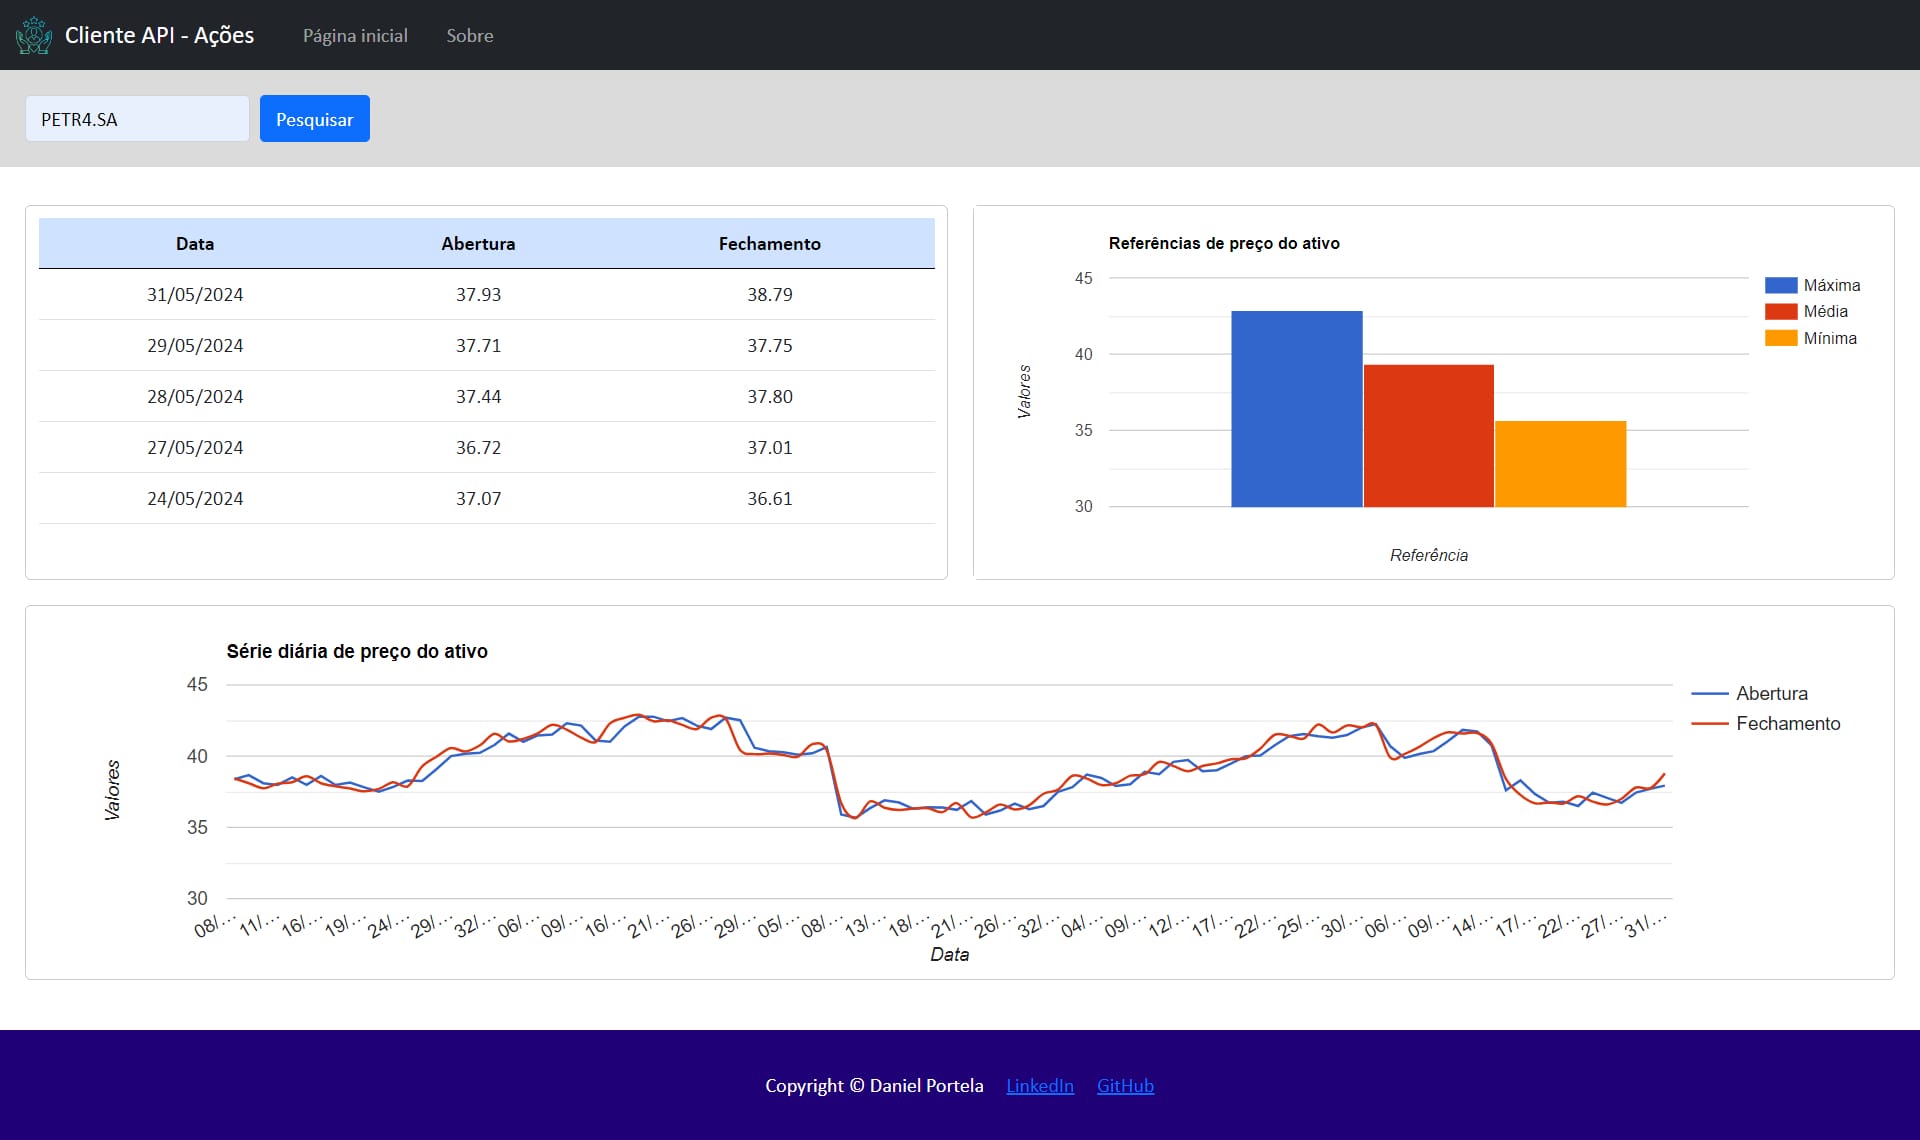 Cliente API - Ações Página inicial Sobre
PETR4.SA Pesquisar
Data Abertura Fechamento
31/05/2024 37.93 38.79
29/05/2024 37.71 37.75
28/05/2024 37.44 37.80
27/05/2024 36.72 37.01
24/05/2024 37.07 36.61
Referências de preço do ativo
45
40
35
30
Valores
Referência
Máxima
Média
Mínima
Série diária de preço do ativo
45
40
35
30
Valores
08/… 11/… 16/… 19/… 24/… 29/… 32/… 06/… 09/… 16/… 21/… 26/… 29/… 05/… 08/… 13/… 18/… 21/… 26/… 32/… 04/… 09/… 12/… 17/… 22/… 25/… 30/… 06/… 09/… 14/… 17/… 22/… 27/… 31/…
Data
Abertura
Fechamento
Copyright © Daniel Portela LinkedIn GitHub